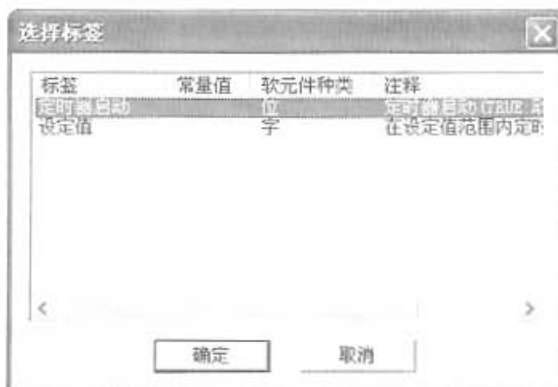 选择标签
标签 常量值 软元件种类 注释
定时器启动 位 定时器启动(TRUE:
设定值 字 在设定值范围内定时
确定 取消